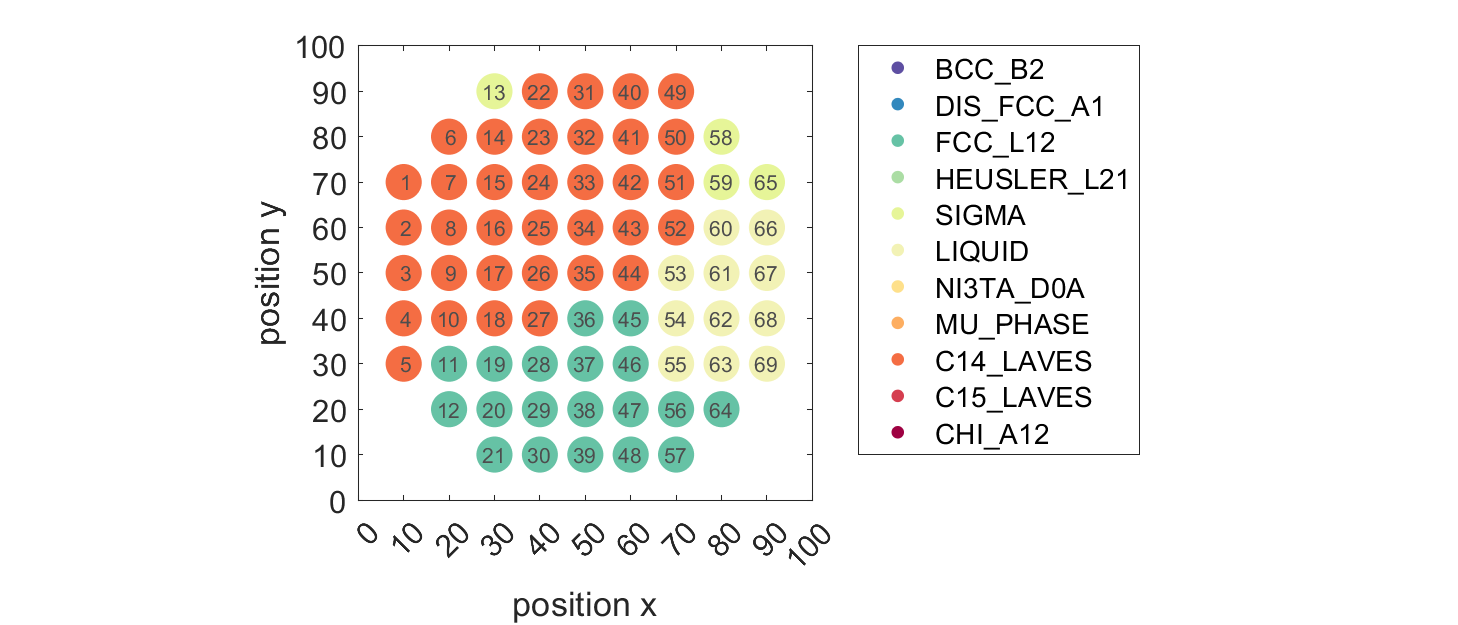 100
90 13 22 31 40 49
80 6 14 23 32 41 50 58
70 1 7 15 24 33 42 51 59 65
60 2 8 16 25 34 43 52 60 66
50 3 9 17 26 35 44 53 61 67
40 4 10 18 27 36 45 54 62 68
30 5 11 19 28 37 46 55 63 69
20 12 20 29 38 47 56 64
10 21 30 39 48 57
0
position y
0 10 20 30 40 50 60 70 80 90 100
position x
BCC_B2
DIS_FCC_A1
FCC_L12
HEUSLER_L21
SIGMA
LIQUID
NI3TA_D0A
MU_PHASE
C14_LAVES
C15_LAVES
CHI_A12